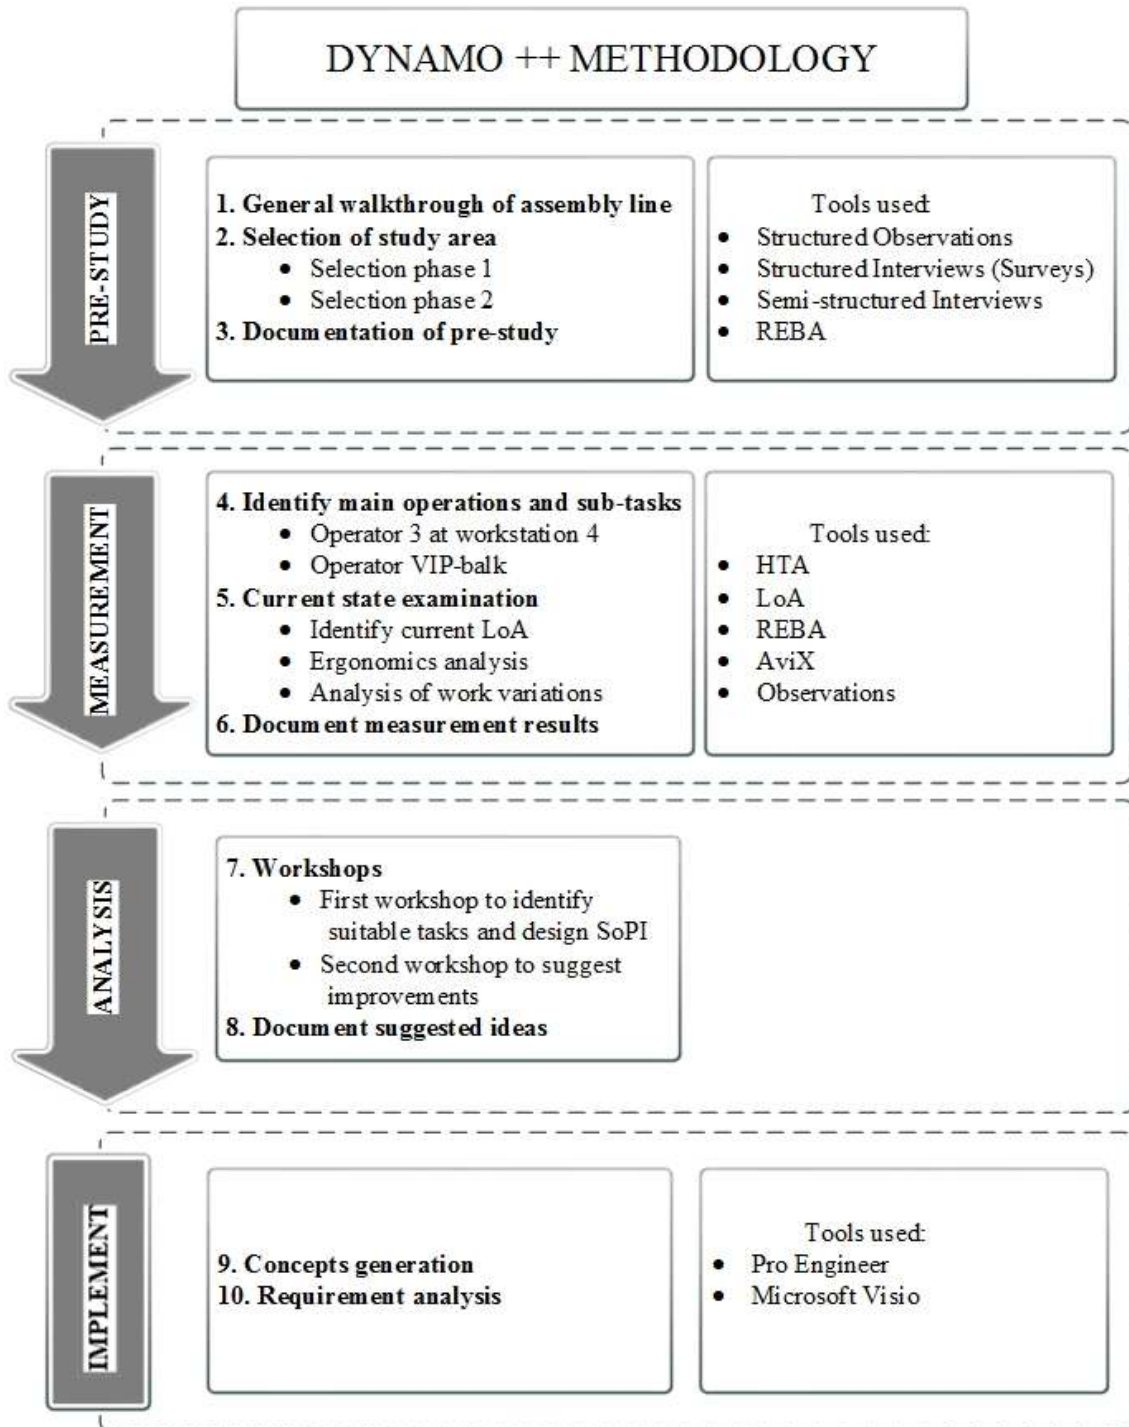 DYNAMO ++ METHODOLOGY
PRE-STUDY
1. General walkthrough of assembly line
2. Selection of study area
• Selection phase 1
• Selection phase 2
3. Documentation of pre-study
Tools used:
• Structured Observations
• Structured Interviews (Surveys)
• Semi-structured Interviews
• REBA
MEASUREMENT
4. Identify main operations and sub-tasks
• Operator 3 at workstation 4
• Operator VIP-balk
5. Current state examination
• Identify current LoA
• Ergonomics analysis
• Analysis of work variations
6. Document measurement results
Tools used:
• HTA
• LoA
• REBA
• AviX
• Observations
ANALYSIS
7. Workshops
• First workshop to identify
suitable tasks and design SoPI
• Second workshop to suggest
improvements
8. Document suggested ideas
IMPLEMENT
9. Concepts generation
10. Requirement analysis
Tools used:
• Pro Engineer
• Microsoft Visio